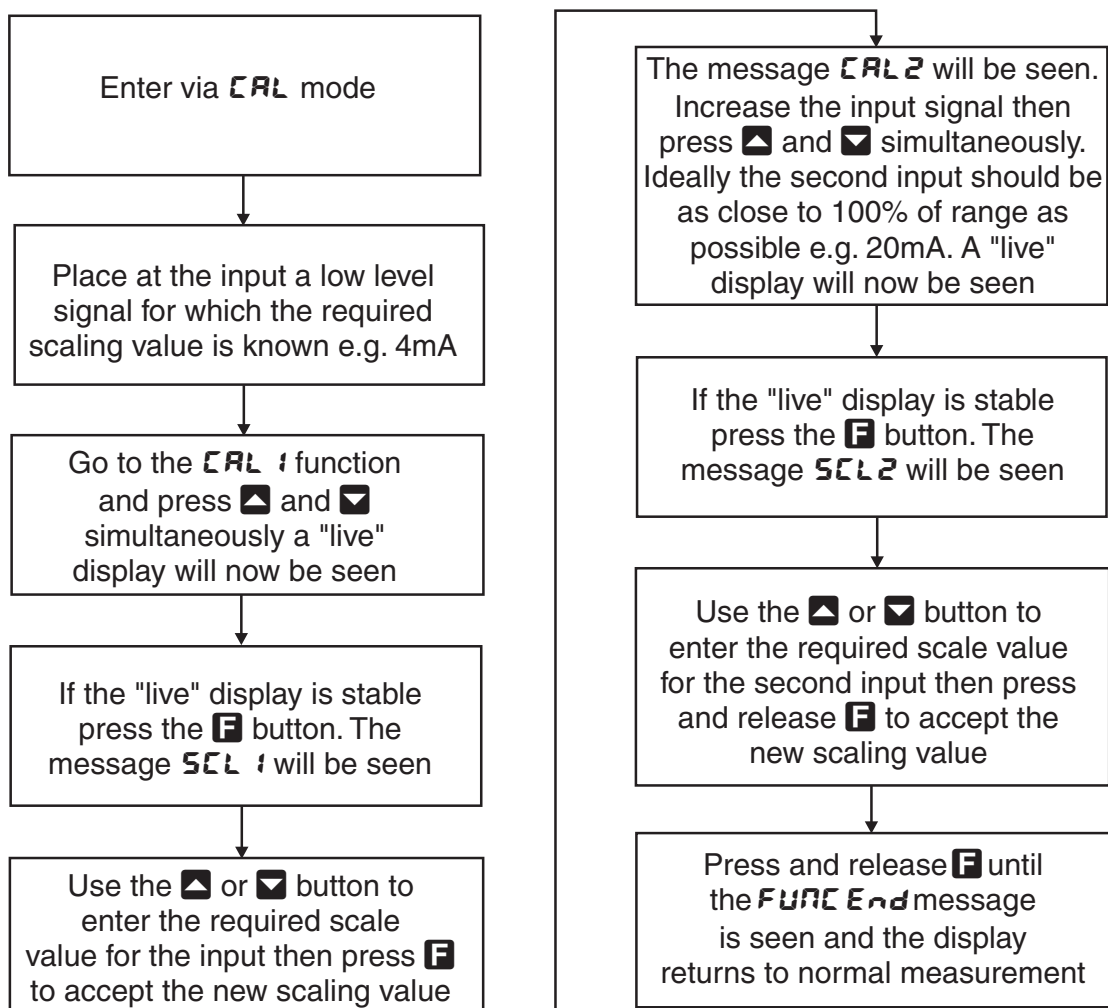 Enter via CAL mode
Place at the input a low level
signal for which the required
scaling value is known e.g. 4mA
Go to the CAL 1 function
and press ▲ and ▼
simultaneously a "live"
display will now be seen
If the "live" display is stable
press the F button. The
message SCL 1 will be seen
Use the ▲ or ▼ button to
enter the required scale
value for the input then press F
to accept the new scaling value
The message CAL2 will be seen.
Increase the input signal then
press ▲ and ▼ simultaneously.
Ideally the second input should be
as close to 100% of range as
possible e.g. 20mA. A "live"
display will now be seen
If the "live" display is stable
press the F button. The
message SCL2 will be seen
Use the ▲ or ▼ button to
enter the required scale value
for the second input then press
and release F to accept the
new scaling value
Press and release F until
the FUNC End message
is seen and the display
returns to normal measurement